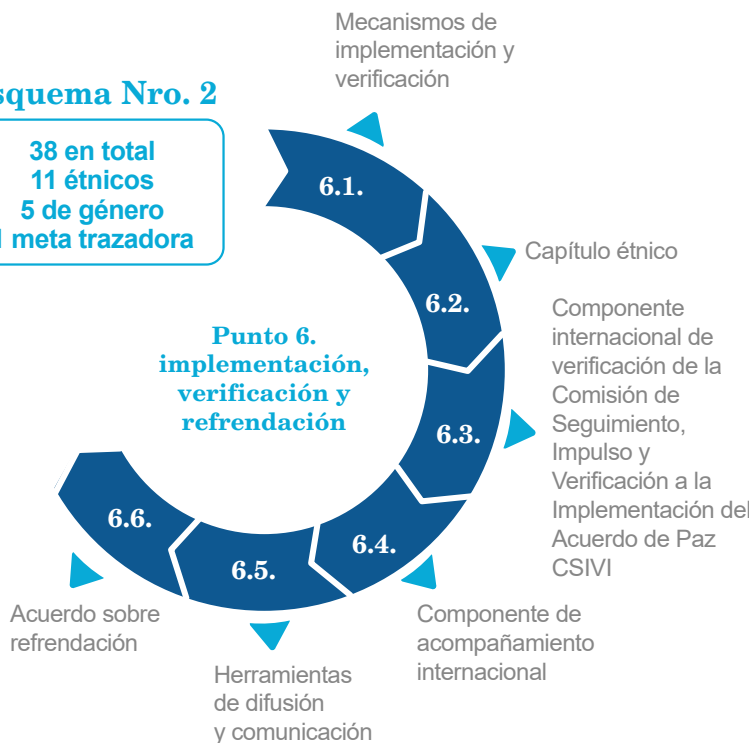 Mecanismos de
implementación y
verificación
squema Nro. 2
38 en total
11 étnicos
5 de género
meta trazadora
6.1.
Capítulo étnico
6.2.
Componente
internacional de
verificación de la
Comisión de
Seguimiento,
Impulso y
Verificación a la
Implementación del
Acuerdo de Paz
CSIVI
Punto 6.
implementación,
verificación y
refrendación
6.3.
6.4.
6.5.
6.6.
Componente de
acompañamiento
internacional
Herramientas
de difusión
y comunicación
Acuerdo sobre
refrendación